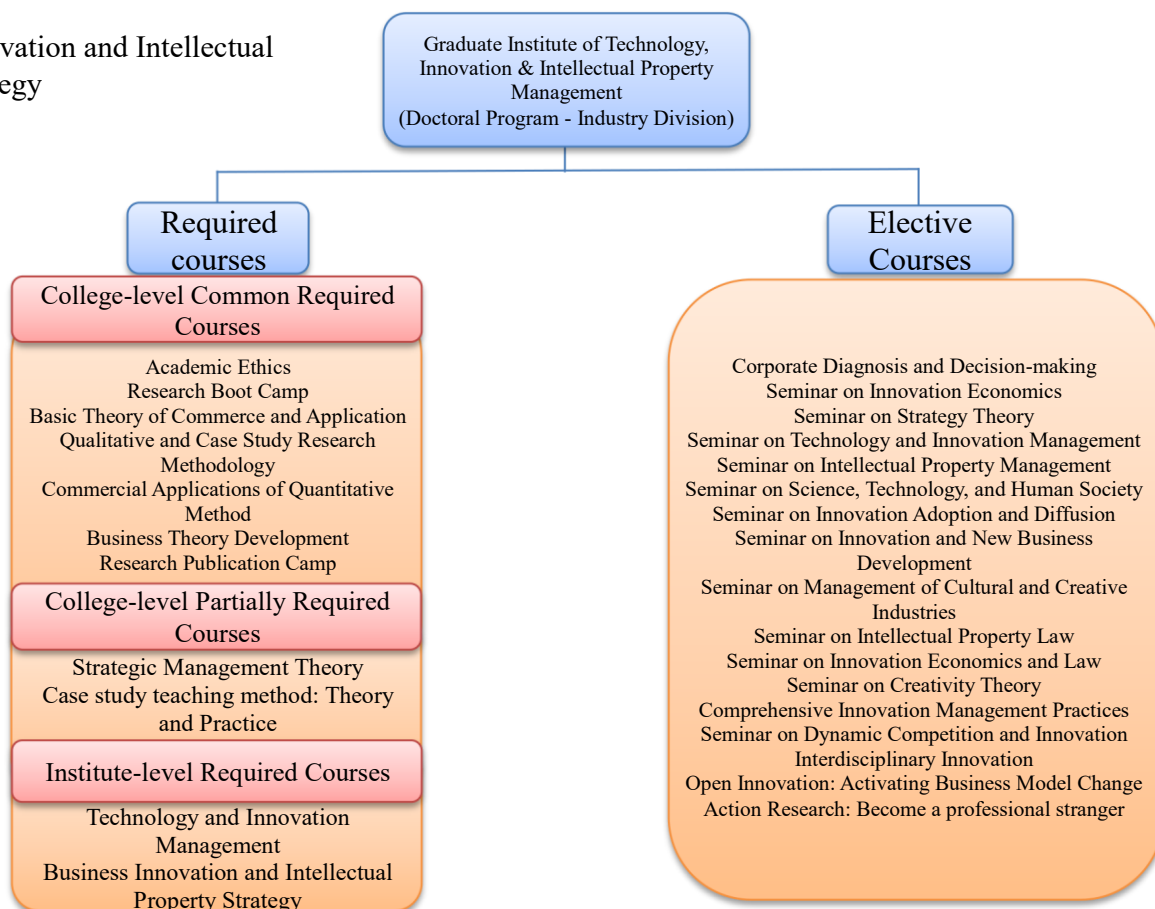 and Intellectual
Graduate Institute of Technology,
Innovation & Intellectual Property
Management
(Doctoral Program - Industry Division)
Required
courses
College-level Common Required
Courses
Academic Ethics
Research Boot Camp
Basic Theory of Commerce and Application
Qualitative and Case Study Research
Methodology
Commercial Applications of Quantitative
Method
Business Theory Development
Research Publication Camp
College-level Partially Required
Courses
Strategic Management Theory
Case study teaching method: Theory
and Practice
Institute-level Required Courses
Technology and Innovation
Management
Business Innovation and Intellectual
Property Strategy
Elective
Courses
Corporate Diagnosis and Decision-making
Seminar on Innovation Economics
Seminar on Strategy Theory
Seminar on Technology and Innovation Management
Seminar on Intellectual Property Management
Seminar on Science, Technology, and Human Society
Seminar on Innovation Adoption and Diffusion
Seminar on Innovation and New Business
Development
Seminar on Management of Cultural and Creative
Industries
Seminar on Intellectual Property Law
Seminar on Innovation Economics and Law
Seminar on Creativity Theory
Comprehensive Innovation Management Practices
Seminar on Dynamic Competition and Innovation
Interdisciplinary Innovation
Open Innovation: Activating Business Model Change
Action Research: Become a professional stranger